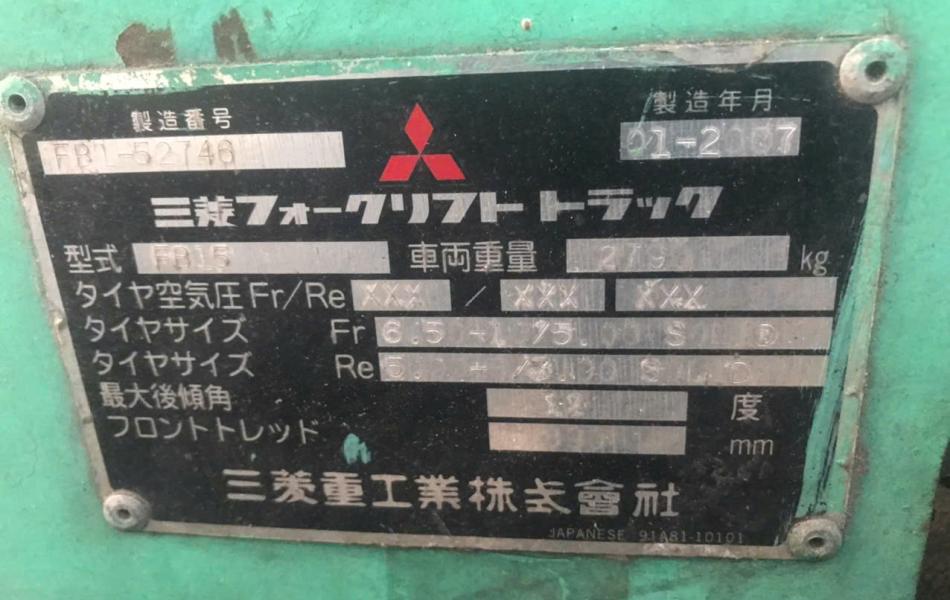 製造番号 製造年月
FB1-52746 01-2007
三菱フォークリフト トラック
型式 FB15 車両重量 kg
タイヤ空気圧 Fr/Re XXX / XXX XXX
タイヤサイズ Fr
タイヤサイズ Re
最大後傾角 度
フロントトレッド mm
三菱重工業株式會社
JAPANESE 91A81-10101